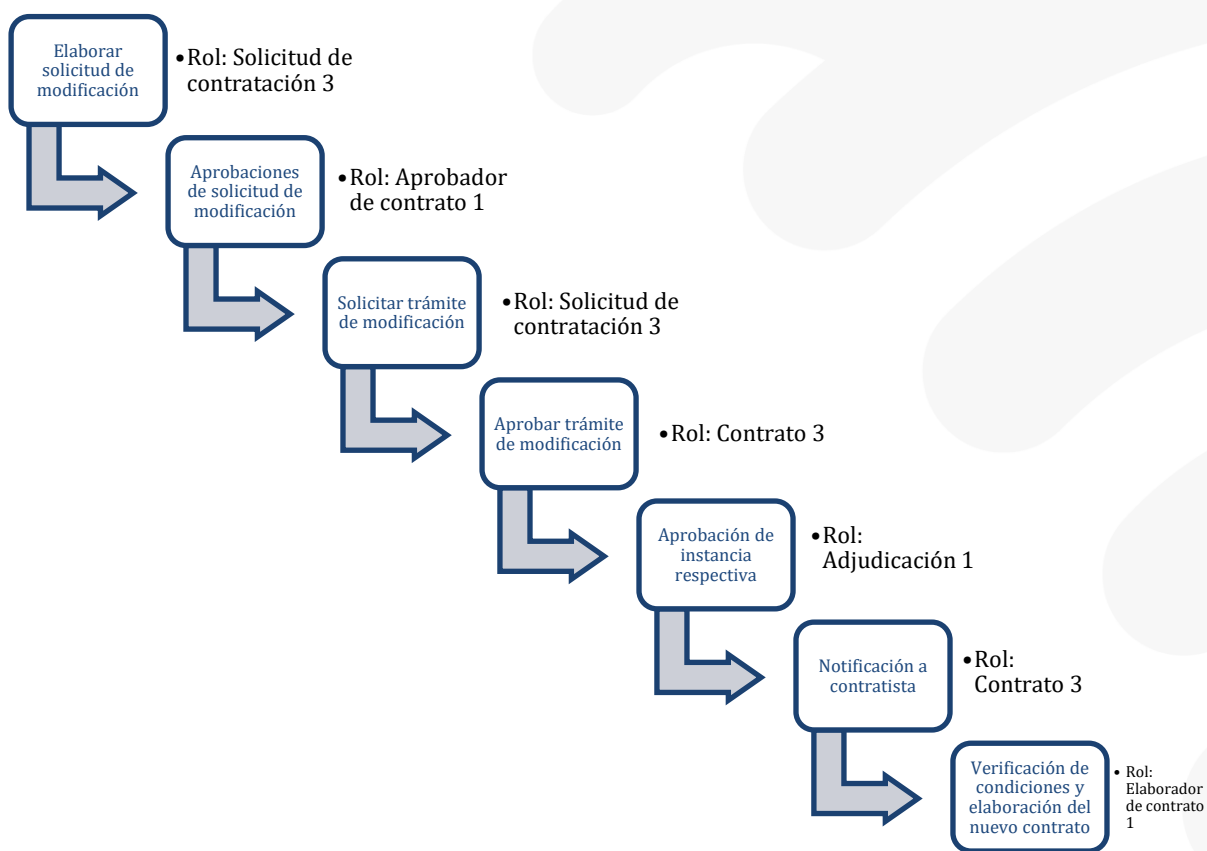 Elaborar
solicitud de
modificación
•Rol: Solicitud de
contratación 3
Aprobaciones
de solicitud de
modificación
•Rol: Aprobador
de contrato 1
Solicitar trámite
de modificación
•Rol: Solicitud de
contratación 3
Aprobar trámite
de modificación
•Rol: Contrato 3
Aprobación de
instancia
respectiva
•Rol:
Adjudicación 1
Notificación a
contratista
•Rol:
Contrato 3
Verificación de
condiciones y
elaboración del
nuevo contrato
• Rol:
Elaborador
de contrato
1